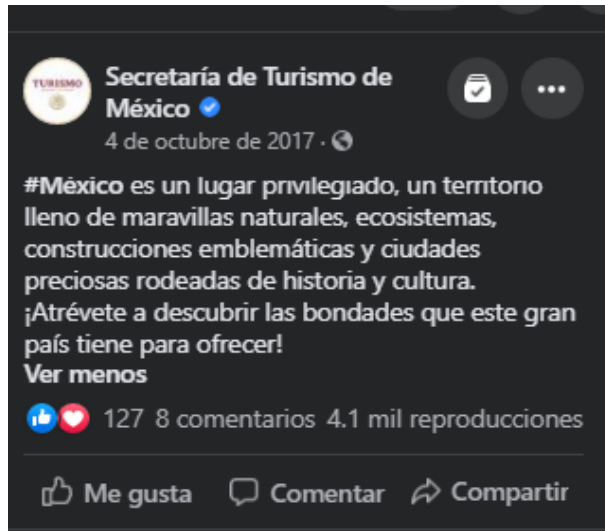 TURISMO
Secretaría de Turismo de
México
4 de octubre de 2017 ·
#México es un lugar privilegiado, un territorio
lleno de maravillas naturales, ecosistemas,
construcciones emblemáticas y ciudades
preciosas rodeadas de historia y cultura.
¡Atrévete a descubrir las bondades que este gran
país tiene para ofrecer!
Ver menos
127 8 comentarios 4.1 mil reproducciones
Me gusta Comentar Compartir